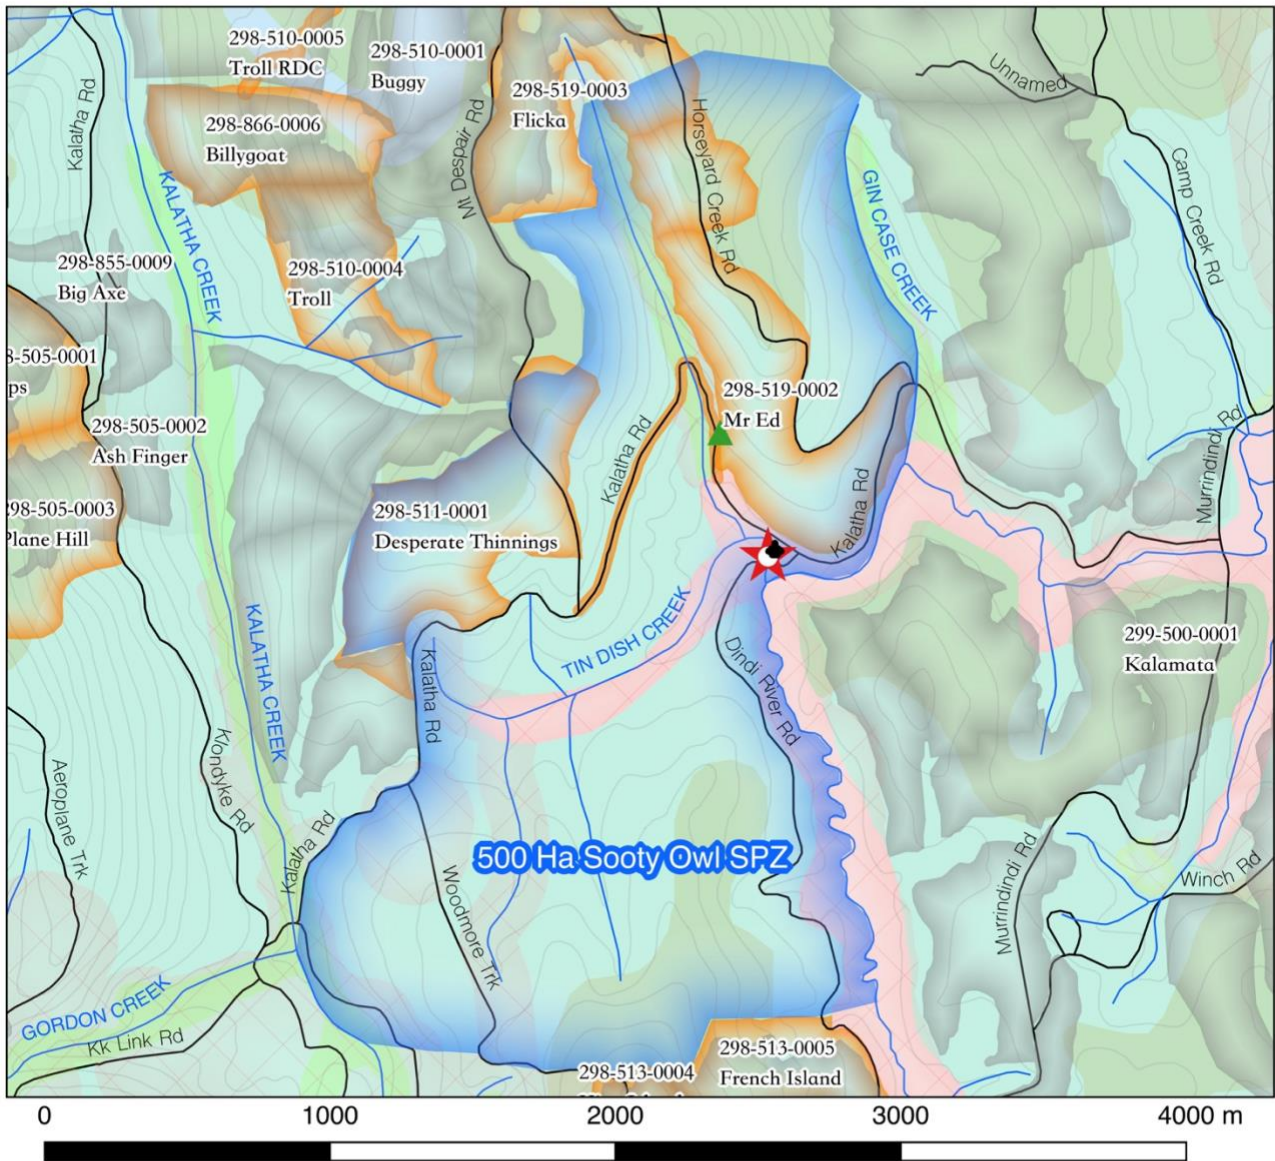 298-510-0005
Troll RDC
298-510-0001
Buggy
298-519-0003
Flicka
Unnamed
Kalatha Rd
298-866-0006
Billygoat
Mt Despair Rd
Horseyard Creek Rd
KALATHA CREEK
GIN CASE CREEK
Camp Creek Rd
298-855-0009
Big Axe
298-510-0004
Troll
8-505-0001
ps
298-519-0002
Mr Ed
298-505-0002
Ash Finger
Kalatha Rd
Murrindindi Rd
298-505-0003
Plane Hill
298-511-0001
Desperate Thinnings
Kalatha Rd
KALATHA CREEK
TIN DISH CREEK
299-500-0001
Kalamata
Kalatha Rd
Dindi River Rd
Klondyke Rd
Aeroplane Trk
Kalatha Rd
500 Ha Sooty Owl SPZ
Woodmore Trk
Murrindindi Rd
Winch Rd
GORDON CREEK
Kk Link Rd
298-513-0004
298-513-0005
French Island
0 1000 2000 3000 4000 m